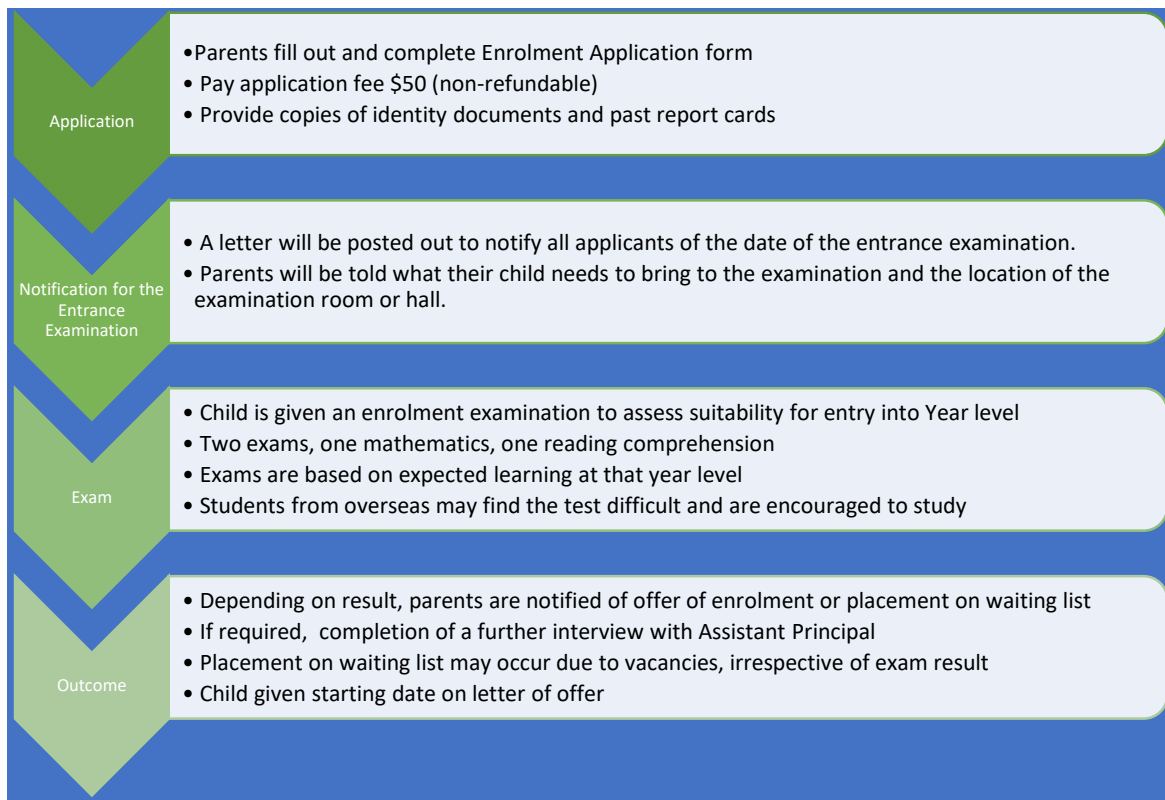 Application
•Parents fill out and complete Enrolment Application form
• Pay application fee $50 (non-refundable)
• Provide copies of identity documents and past report cards
Notification for the
Entrance
Examination
• A letter will be posted out to notify all applicants of the date of the entrance examination.
• Parents will be told what their child needs to bring to the examination and the location of the
examination room or hall.
Exam
• Child is given an enrolment examination to assess suitability for entry into Year level
• Two exams, one mathematics, one reading comprehension
• Exams are based on expected learning at that year level
• Students from overseas may find the test difficult and are encouraged to study
Outcome
• Depending on result, parents are notified of offer of enrolment or placement on waiting list
• If required,  completion of a further interview with Assistant Principal
• Placement on waiting list may occur due to vacancies, irrespective of exam result
• Child given starting date on letter of offer